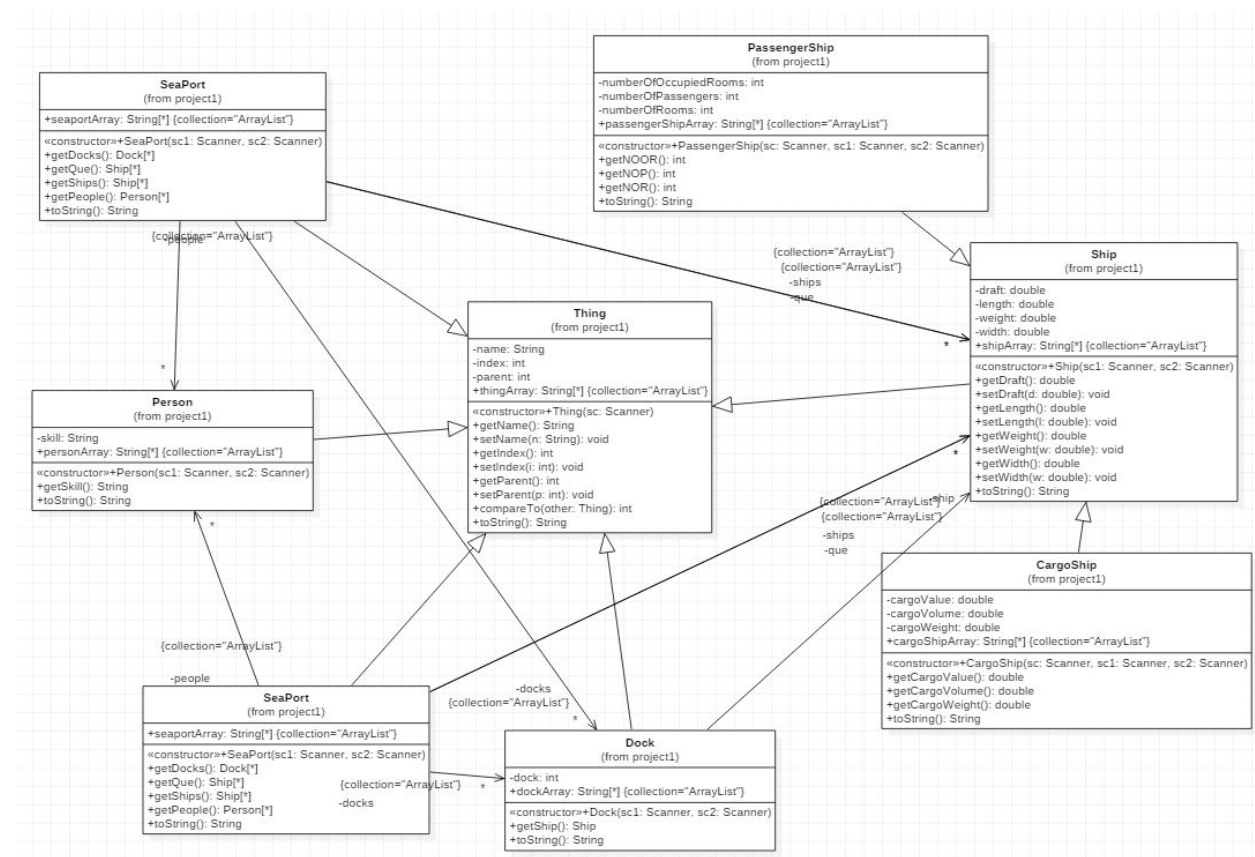 SeaPort
(from project1)
+seaportArray: String[*] {collection="ArrayList"}
«constructor»+SeaPort(sc1: Scanner, sc2: Scanner)
+getDocks(): Dock[*]
+getQue(): Ship[*]
+getShips(): Ship[*]
+getPeople(): Person[*]
+toString(): String
PassengerShip
(from project1)
-numberOfOccupiedRooms: int
-numberOfPassengers: int
-numberOfRooms: int
+passengerShipArray: String[*] {collection="ArrayList"}
«constructor»+PassengerShip(sc: Scanner, sc1: Scanner, sc2: Scanner)
+getNOOR(): int
+getNOP(): int
+getNOR(): int
+toString(): String
{collection="ArrayList"}
-people
*
{collection="ArrayList"}
{collection="ArrayList"}
-ships
-que
*
Ship
(from project1)
-draft: double
-length: double
-weight: double
-width: double
+shipArray: String[*] {collection="ArrayList"}
«constructor»+Ship(sc1: Scanner, sc2: Scanner)
+getDraft(): double
+setDraft(d: double): void
+getLength(): double
+setLength(l: double): void
+getWeight(): double
+setWeight(w: double): void
+getWidth(): double
+setWidth(w: double): void
+toString(): String
Thing
(from project1)
-name: String
-index: int
-parent: int
+thingArray: String[*] {collection="ArrayList"}
«constructor»+Thing(sc: Scanner)
+getName(): String
+setName(n: String): void
+getIndex(): int
+setIndex(i: int): void
+getParent(): int
+setParent(p: int): void
+compareTo(other: Thing): int
+toString(): String
Person
(from project1)
-skill: String
+personArray: String[*] {collection="ArrayList"}
«constructor»+Person(sc1: Scanner, sc2: Scanner)
+getSkill(): String
+toString(): String
*
*
{collection="ArrayList"}
-ship
{collection="ArrayList"}
-ships
-que
CargoShip
(from project1)
-cargoValue: double
-cargoVolume: double
-cargoWeight: double
+cargoShipArray: String[*] {collection="ArrayList"}
«constructor»+CargoShip(sc: Scanner, sc1: Scanner, sc2: Scanner)
+getCargoValue(): double
+getCargoVolume(): double
+getCargoWeight(): double
+toString(): String
{collection="ArrayList"}
-people
SeaPort
(from project1)
+seaportArray: String[*] {collection="ArrayList"}
«constructor»+SeaPort(sc1: Scanner, sc2: Scanner)
+getDocks(): Dock[*]
+getQue(): Ship[*]
+getShips(): Ship[*]
+getPeople(): Person[*]
+toString(): String
-docks
{collection="ArrayList"}
*
{collection="ArrayList"}
*
-docks
Dock
(from project1)
-dock: int
+dockArray: String[*] {collection="ArrayList"}
«constructor»+Dock(sc1: Scanner, sc2: Scanner)
+getShip(): Ship
+toString(): String